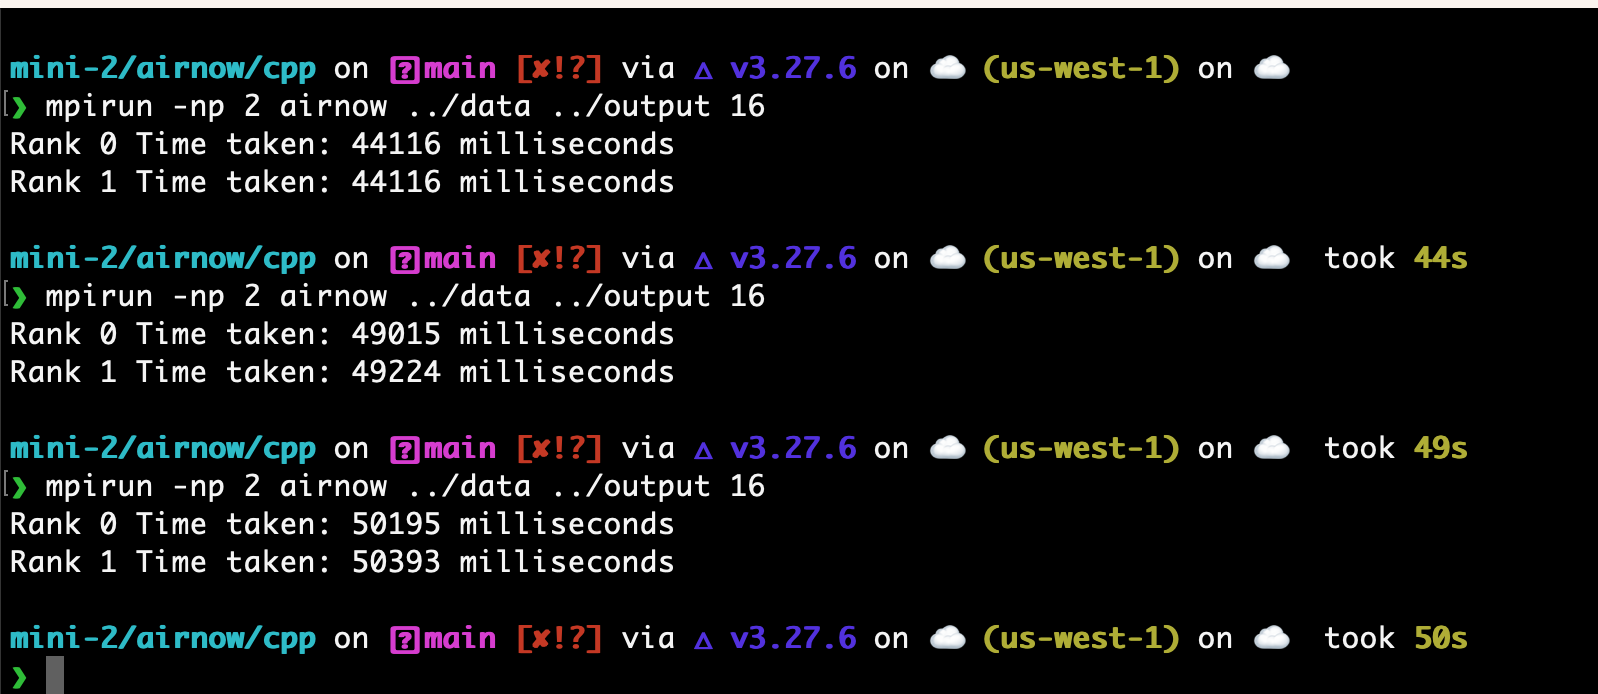 mini-2/airnow/cpp on ?main [✘!?] via △ v3.27.6 on ☁️ (us-west-1) on ☁️
❯ mpirun -np 2 airnow ../data ../output 16
Rank 0 Time taken: 44116 milliseconds
Rank 1 Time taken: 44116 milliseconds
mini-2/airnow/cpp on ?main [✘!?] via △ v3.27.6 on ☁️ (us-west-1) on ☁️ took 44s
❯ mpirun -np 2 airnow ../data ../output 16
Rank 0 Time taken: 49015 milliseconds
Rank 1 Time taken: 49224 milliseconds
mini-2/airnow/cpp on ?main [✘!?] via △ v3.27.6 on ☁️ (us-west-1) on ☁️ took 49s
❯ mpirun -np 2 airnow ../data ../output 16
Rank 0 Time taken: 50195 milliseconds
Rank 1 Time taken: 50393 milliseconds
mini-2/airnow/cpp on ?main [✘!?] via △ v3.27.6 on ☁️ (us-west-1) on ☁️ took 50s
❯